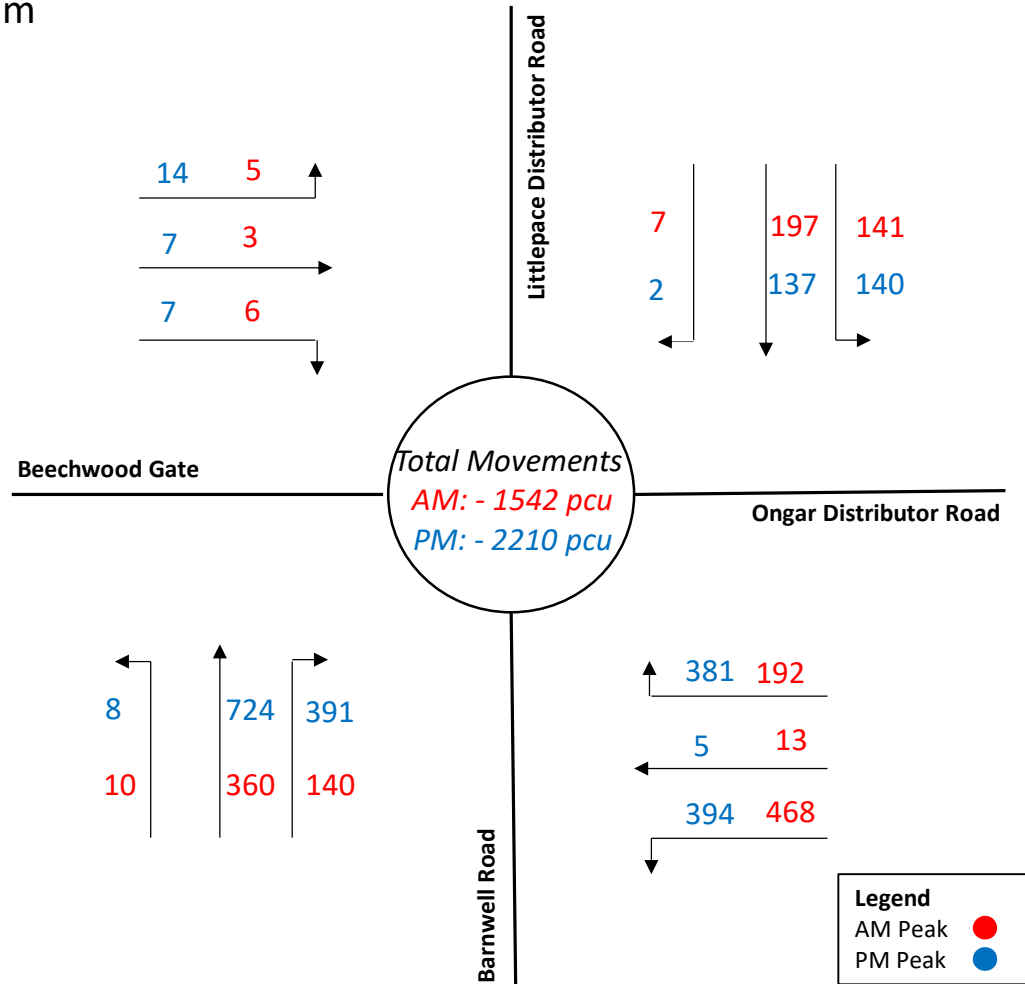 m
Littlepace Distributor Road
14 5
7 3
7 6
7 197 141
2 137 140
Total Movements
AM: - 1542 pcu
PM: - 2210 pcu
Beechwood Gate
Ongar Distributor Road
8 724 391
10 360 140
381 192
5 13
394 468
Barnwell Road
Legend
AM Peak
PM Peak